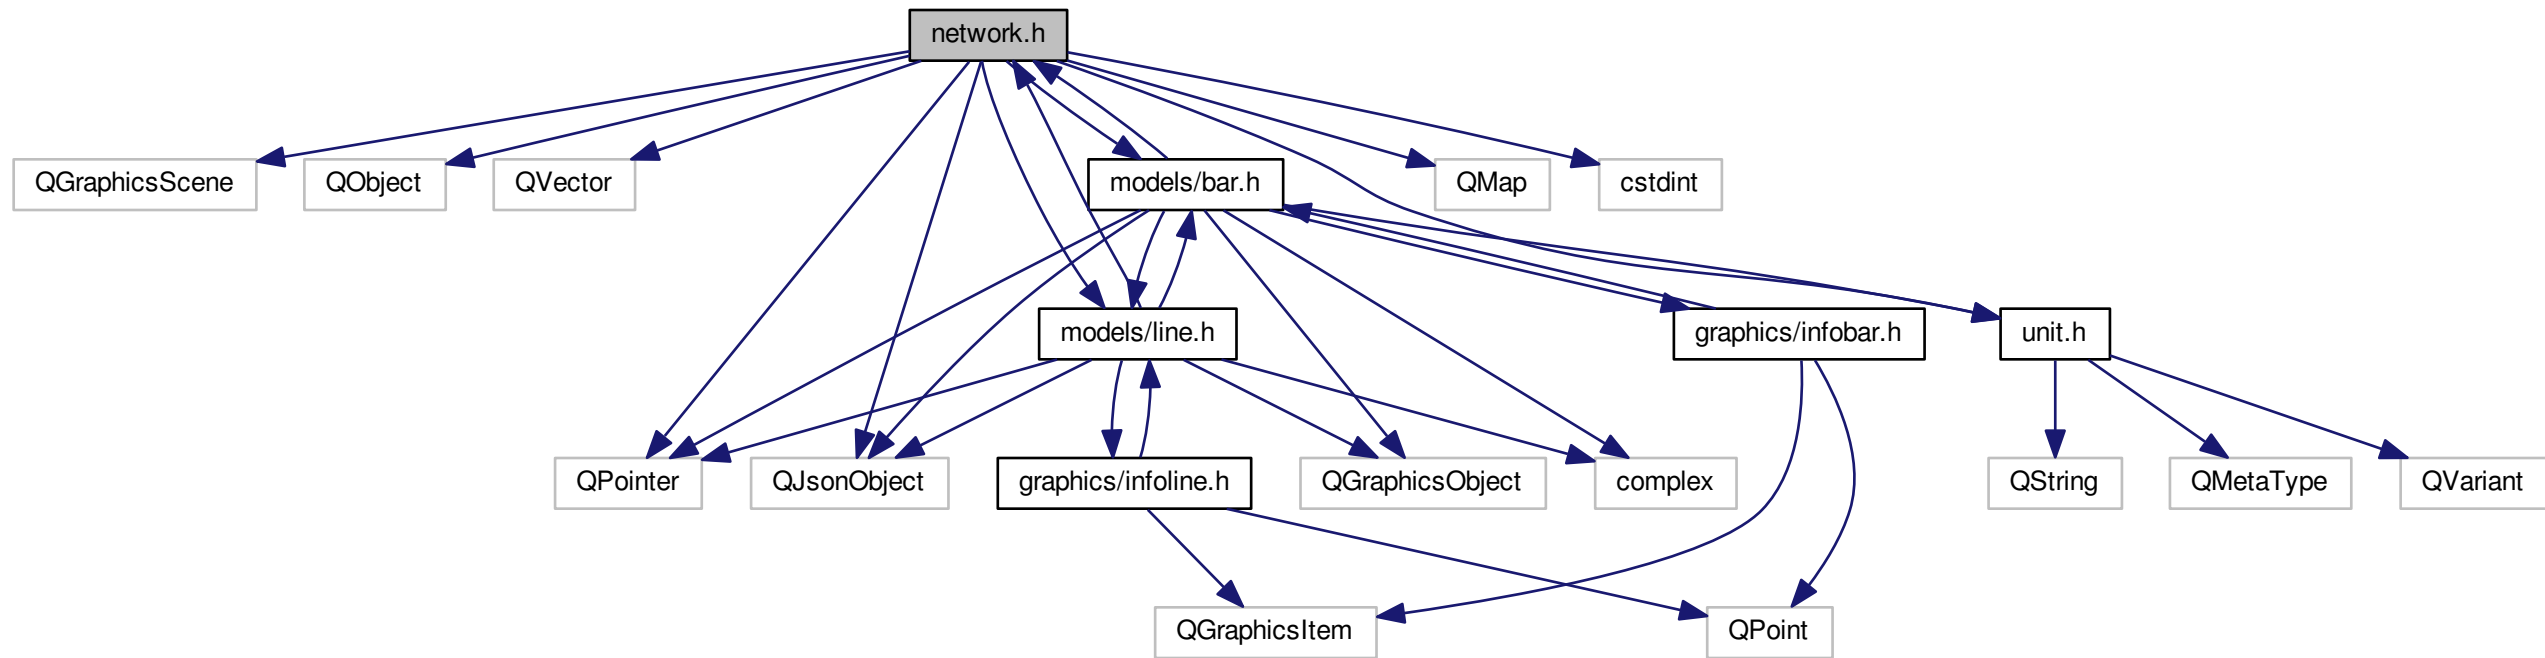 network.h
QGraphicsScene
QObject
QVector
models/bar.h
QMap
cstdint
models/line.h
graphics/infobar.h
unit.h
QPointer
QJsonObject
graphics/infoline.h
QGraphicsObject
complex
QString
QMetaType
QVariant
QGraphicsItem
QPoint